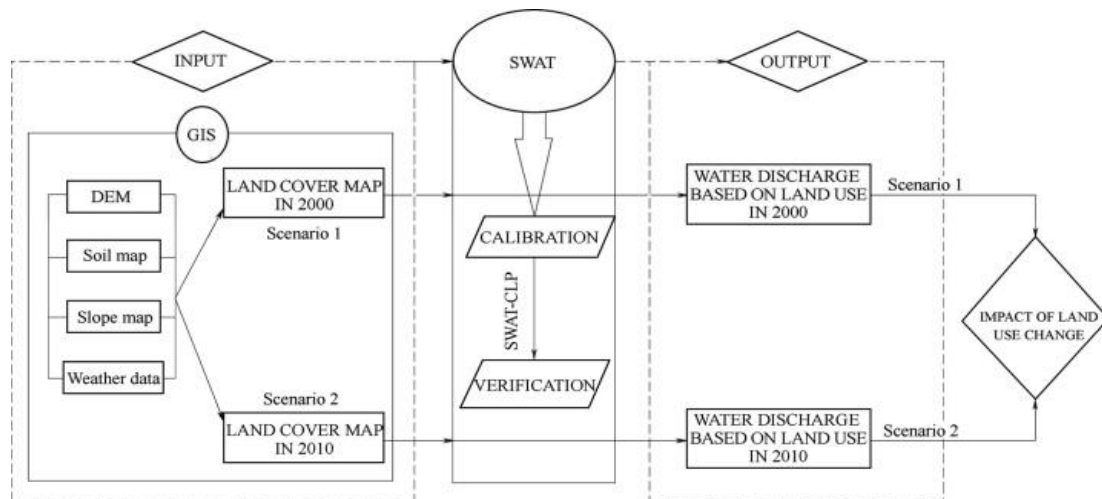 INPUT
SWAT
OUTPUT
GIS
DEM
Soil map
Slope map
Weather data
LAND COVER MAP
IN 2000
Scenario 1
Scenario 2
LAND COVER MAP
IN 2010
CALIBRATION
SWAT-CLP
VERIFICATION
WATER DISCHARGE
BASED ON LAND USE
IN 2000
Scenario 1
WATER DISCHARGE
BASED ON LAND USE
IN 2010
Scenario 2
IMPACT OF LAND
USE CHANGE